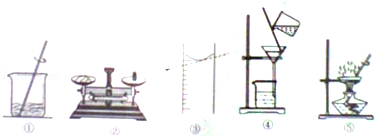 ① ② ③ ④ ⑤